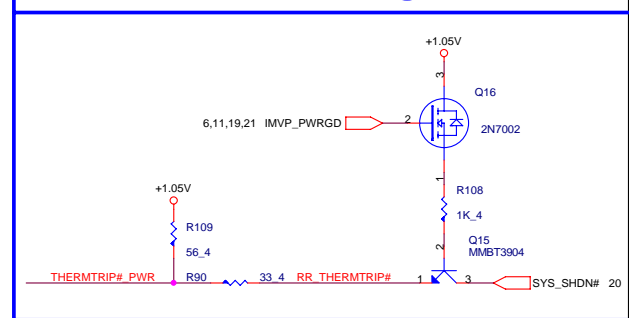 +1.05V
3
Q16
6,11,19,21 IMVP_PWRGD
2
2N7002
1
+1.05V
R108
1K_4
R109
56_4
2
Q15
MMBT3904
THERMTRIP#_PWR R90 33_4 RR_THERMTRIP# 1 3 SYS_SHDN# 20